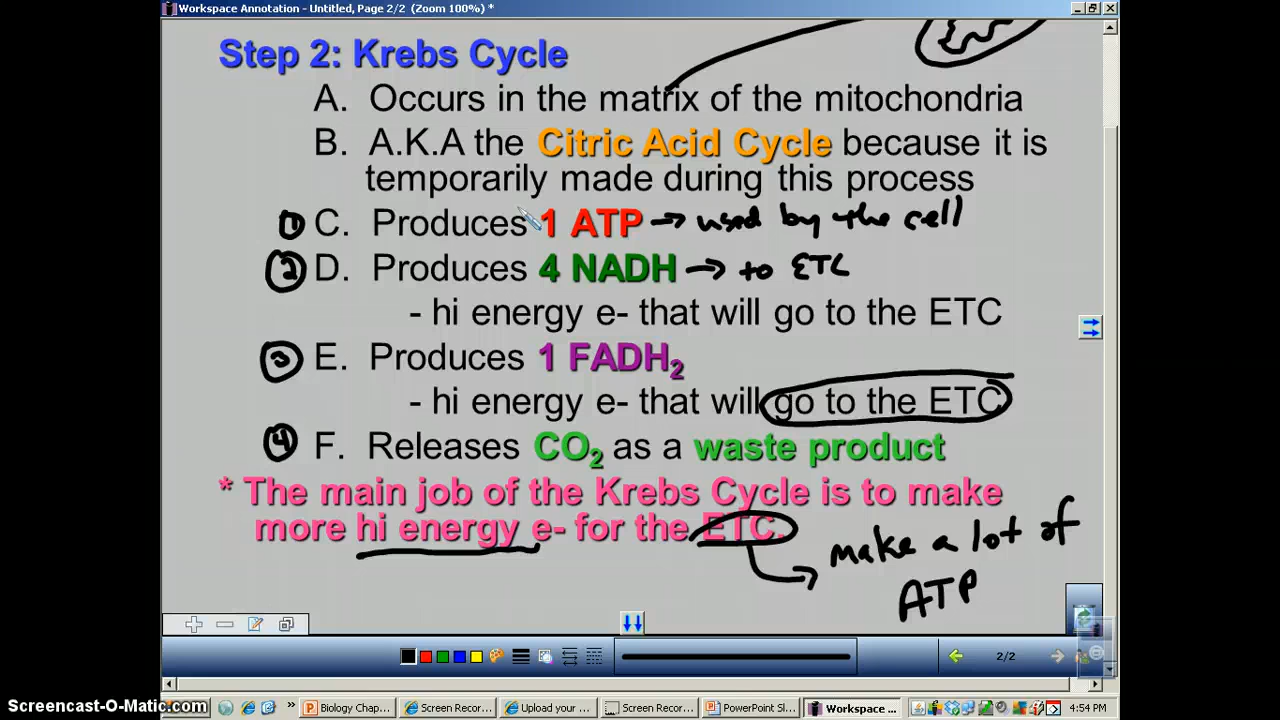 Workspace Annotation - Untitled, Page 2/2 (Zoom 100%) *
Step 2: Krebs Cycle
A. Occurs in the matrix of the mitochondria
B. A.K.A the Citric Acid Cycle because it is
temporarily made during this process
1 C. Produces 1 ATP → used by the cell
2 D. Produces 4 NADH → to ETC
- hi energy e- that will go to the ETC
3 E. Produces 1 FADH₂
- hi energy e- that will go to the ETC
4 F. Releases CO₂ as a waste product
* The main job of the Krebs Cycle is to make
more hi energy e- for the ETC.
make a lot of
ATP
2/2
Screencast-O-Matic.com
Biology Chap...
Screen Recor...
Upload your ...
Screen Recor...
PowerPoint Sl...
Workspace ...
4:54 PM